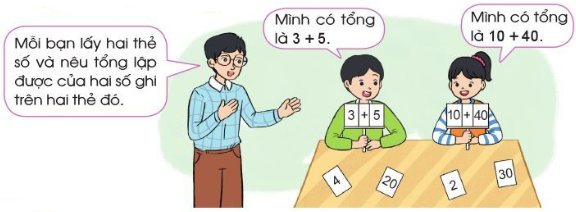 Mỗi bạn lấy hai thẻ
số và nêu tổng lập
được của hai số ghi
trên hai thẻ đó.
Mình có tổng
là 3 + 5.
Mình có tổng
là 10 + 40.
3 + 5
10 + 40
4
20
2
30